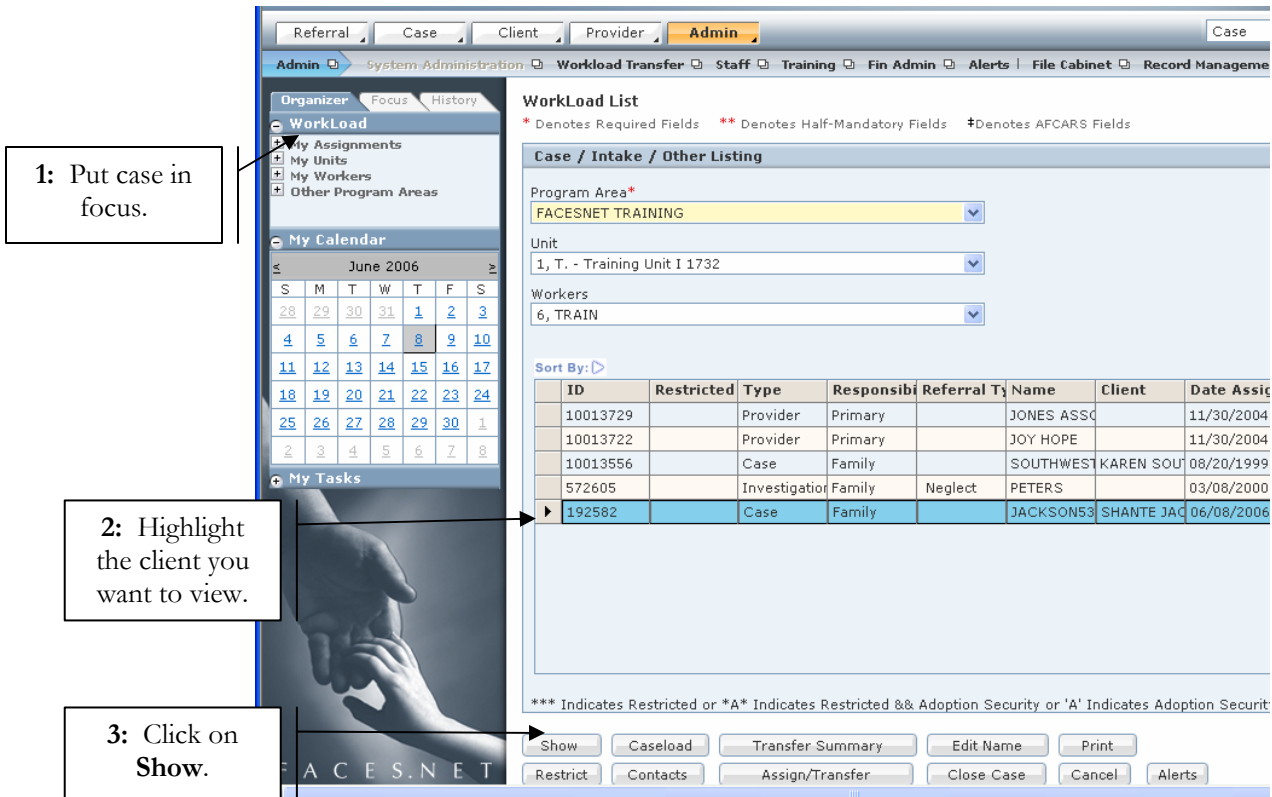 Referral Case Client Provider Admin Case
Admin System Administration Workload Transfer Staff Training Fin Admin Alerts | File Cabinet Record Manageme
Organizer Focus History
WorkLoad
My Assignments
My Units
My Workers
Other Program Areas
1: Put case in
focus.
My Calendar
< June 2006 >
S M T W T F S
28 29 30 31 1 2 3
4 5 6 7 8 9 10
11 12 13 14 15 16 17
18 19 20 21 22 23 24
25 26 27 28 29 30 1
2 3 4 5 6 7 8
My Tasks
2: Highlight
the client you
want to view.
3: Click on
Show.
FACES.NET
WorkLoad List
* Denotes Required Fields ** Denotes Half-Mandatory Fields ‡Denotes AFCARS Fields
Case / Intake / Other Listing
Program Area*
FACESNET TRAINING
Unit
1, T. - Training Unit I 1732
Workers
6, TRAIN
Sort By:
ID Restricted Type Responsibi Referral Ty Name Client Date Assig
10013729 Provider Primary JONES ASSO 11/30/2004
10013722 Provider Primary JOY HOPE 11/30/2004
10013556 Case Family SOUTHWEST KAREN SOU 08/20/1999
572605 Investigation Family Neglect PETERS 03/08/2000
192582 Case Family JACKSON53 SHANTE JAC 06/08/2006
*** Indicates Restricted or *A* Indicates Restricted && Adoption Security or 'A' Indicates Adoption Securit
Show Caseload Transfer Summary Edit Name Print
Restrict Contacts Assign/Transfer Close Case Cancel Alerts